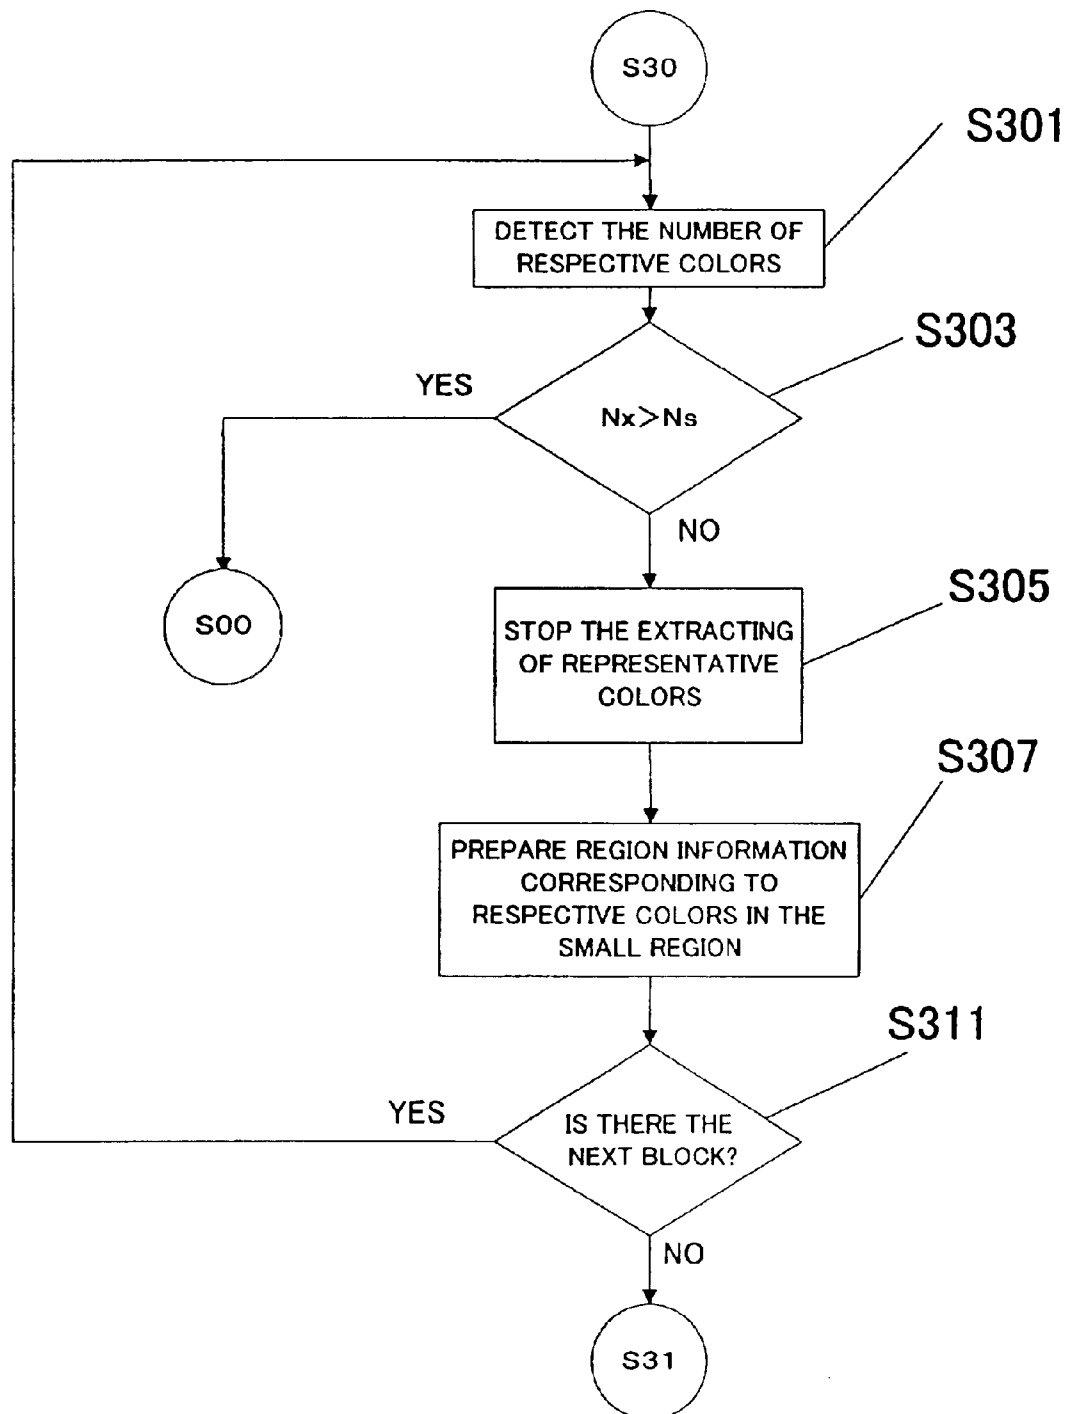 S30
S301
DETECT THE NUMBER OF
RESPECTIVE COLORS
S303
YES
Nx>Ns
NO
S00
S305
STOP THE EXTRACTING
OF REPRESENTATIVE
COLORS
S307
PREPARE REGION INFORMATION
CORRESPONDING TO
RESPECTIVE COLORS IN THE
SMALL REGION
S311
YES
IS THERE THE
NEXT BLOCK?
NO
S31